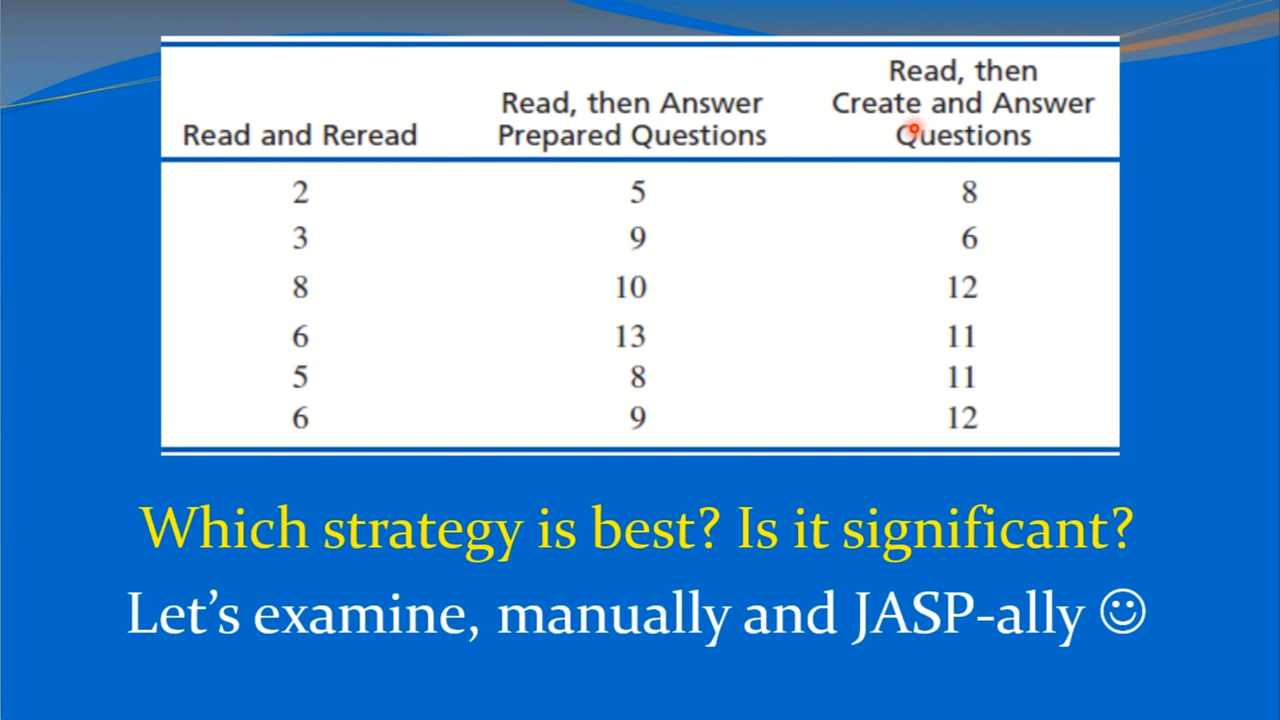 Read and Reread
Read, then Answer
Prepared Questions
Read, then
Create and Answer
Questions
2 5 8
3 9 6
8 10 12
6 13 11
5 8 11
6 9 12
Which strategy is best? Is it significant?
Let's examine, manually and JASP-ally ☺